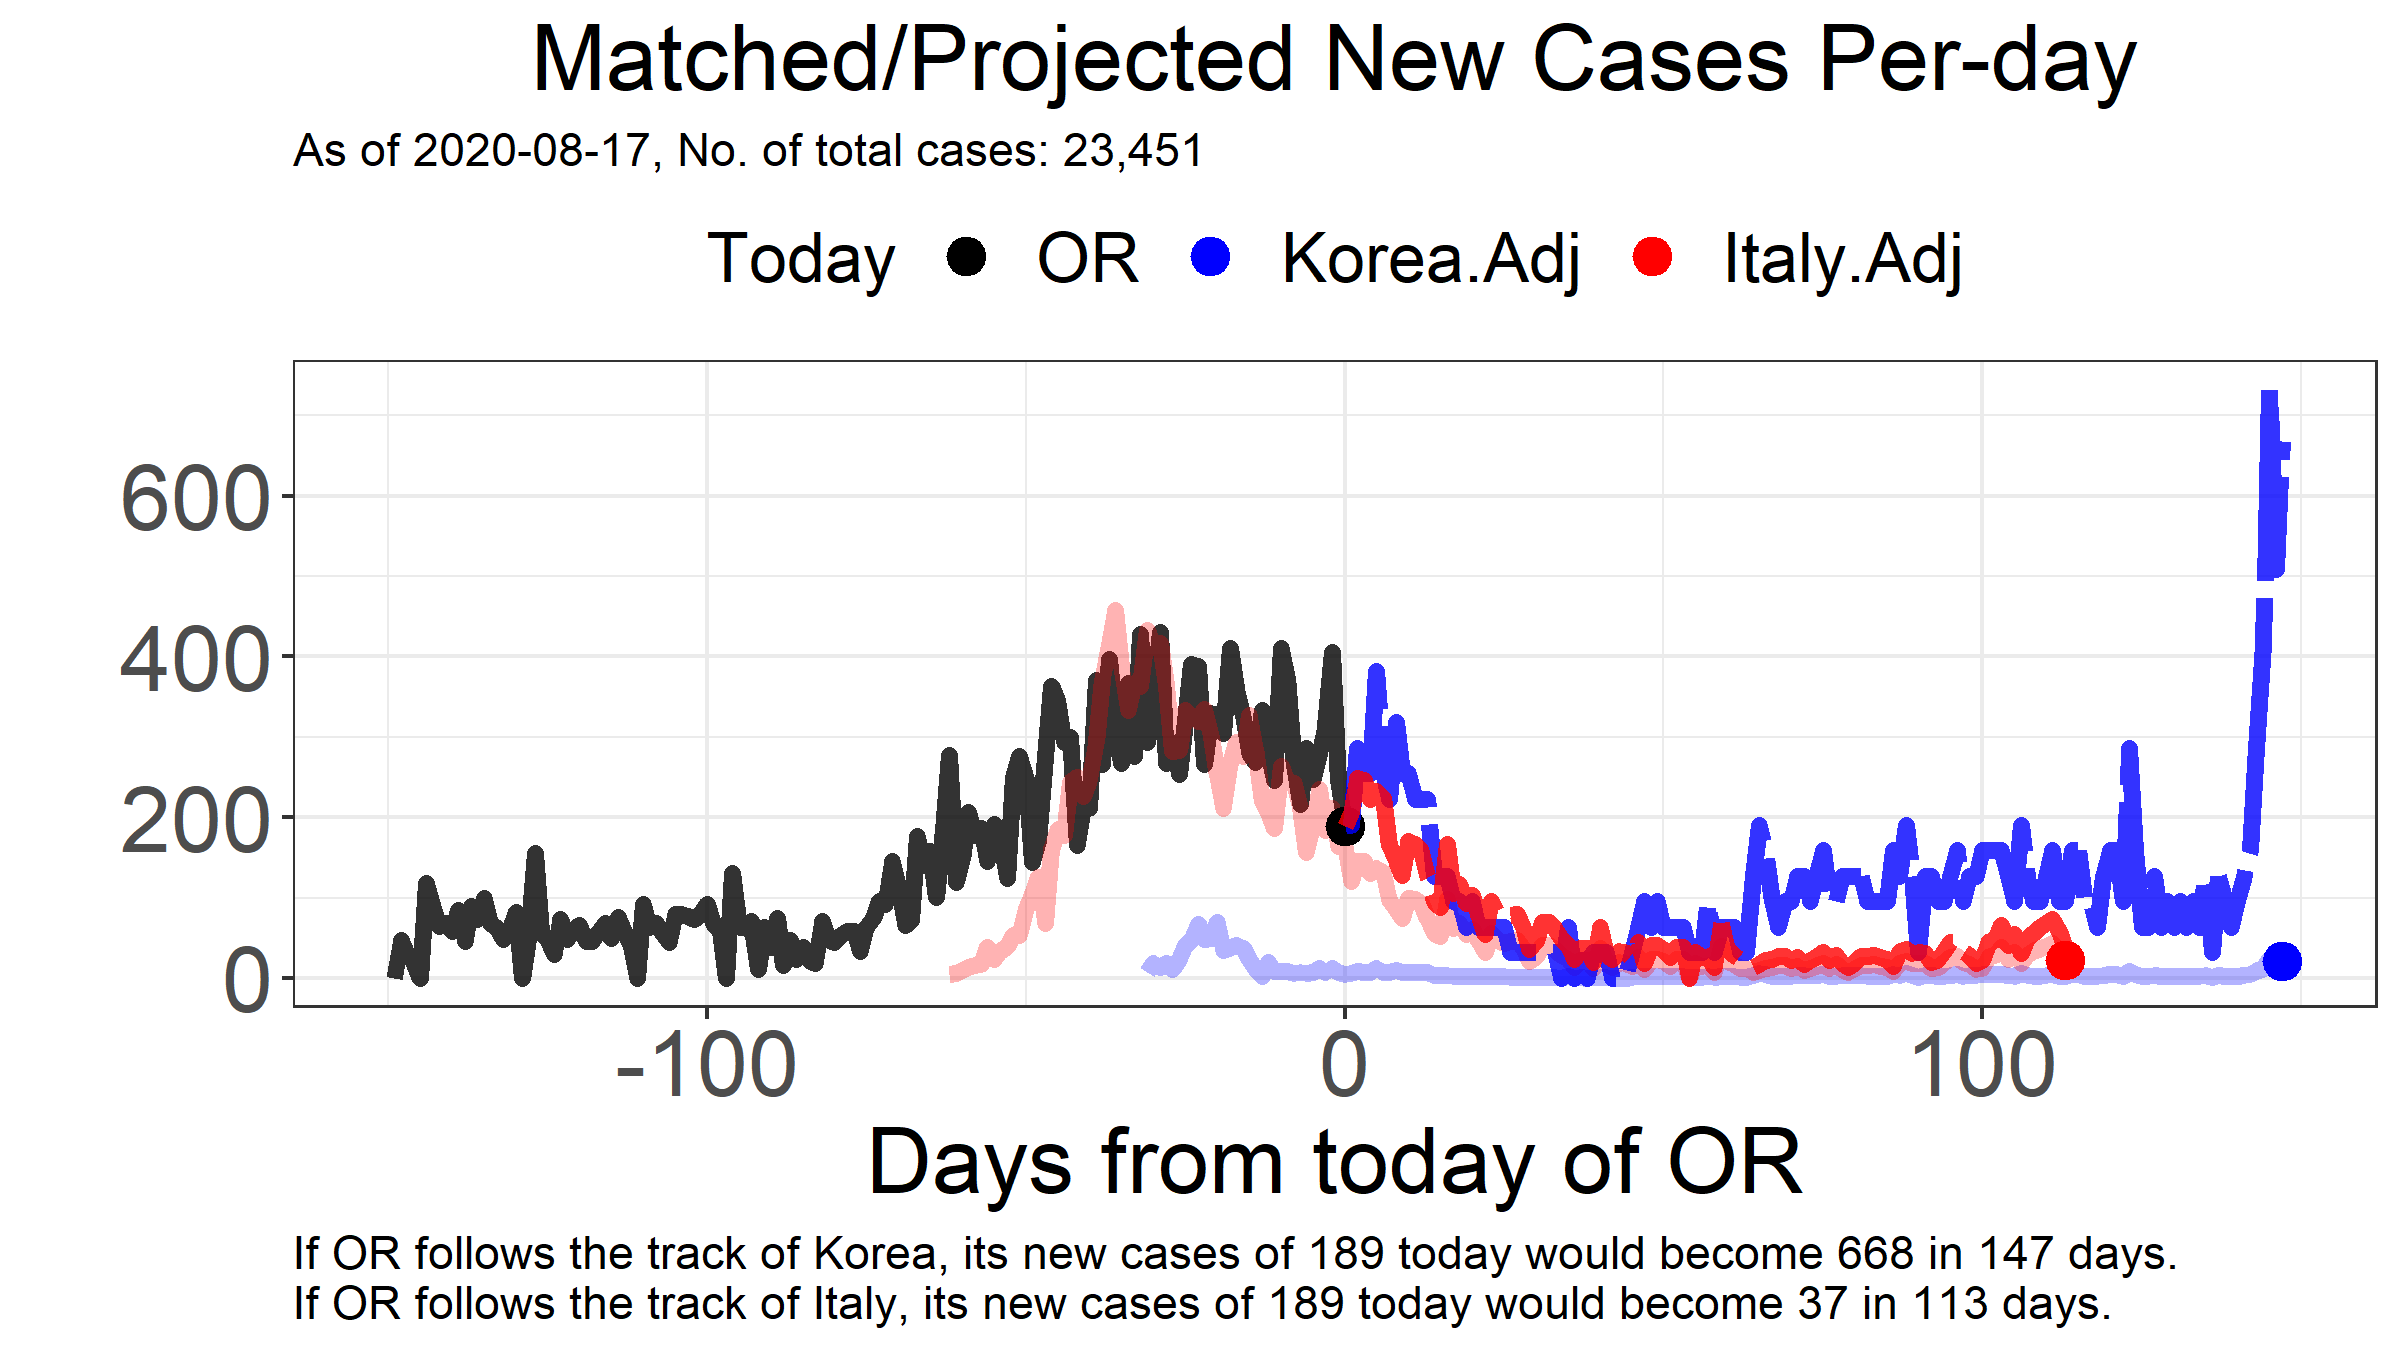 Matched/Projected New Cases Per-day
As of 2020-08-17, No. of total cases: 23,451
Today OR Korea.Adj Italy.Adj
600
400
200
0
-100 0 100
Days from today of OR
If OR follows the track of Korea, its new cases of 189 today would become 668 in 147 days.
If OR follows the track of Italy, its new cases of 189 today would become 37 in 113 days.